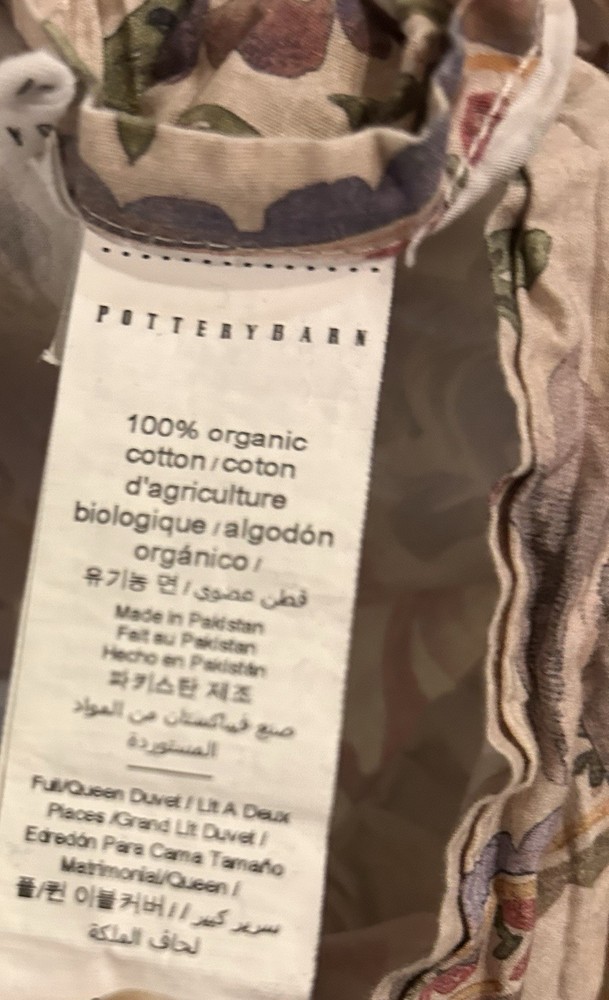 POTTERYBARN
100% organic
cotton / coton
d'agriculture
biologique / algodón
orgánico /
유기농 면 / قطن عضوي
Made in Pakistan
Fait au Pakistan
Hecho en Pakistán
파키스탄 제조
صنع في باكستان من المواد
المستوردة
Full/Queen Duvet / Lit A Deux
Places /Grand Lit Duvet /
Edredón Para Cama Tamaño
Matrimonial/Queen /
풀/퀸 이불커버 / / سرير كبير
لحاف الملكة